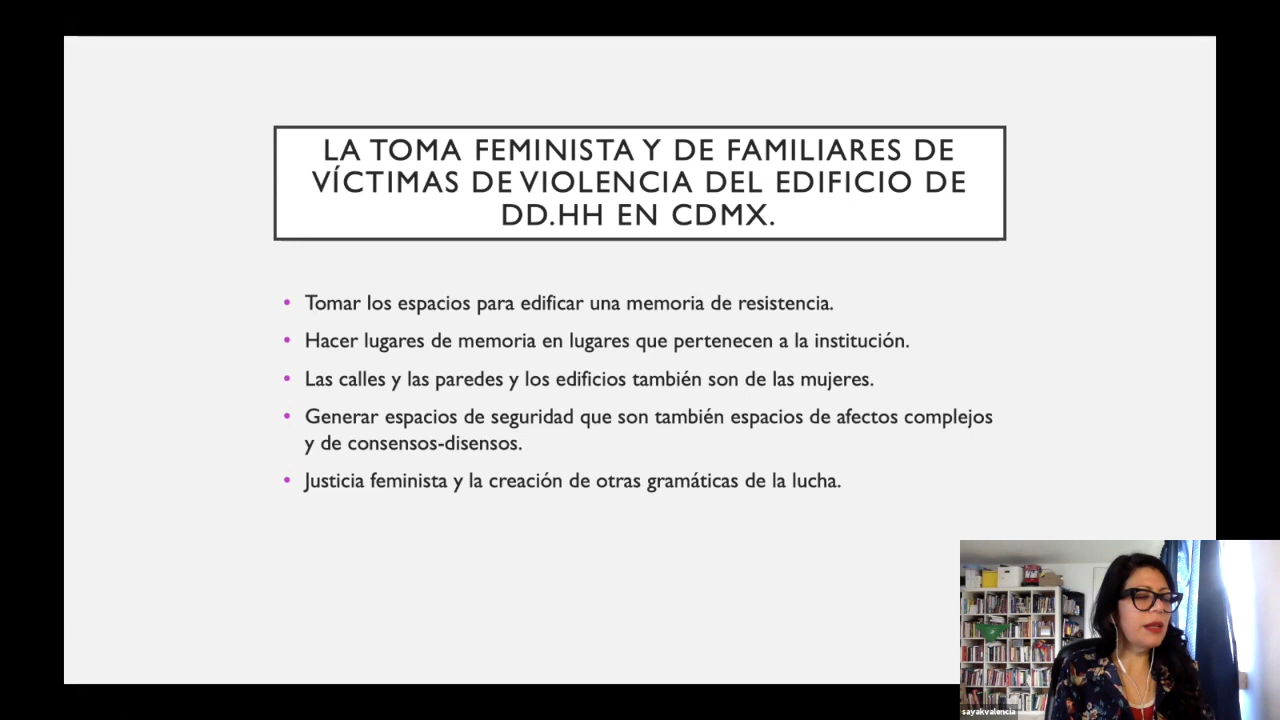 LA TOMA FEMINISTA Y DE FAMILIARES DE
VÍCTIMAS DE VIOLENCIA DEL EDIFICIO DE
DD.HH EN CDMX.
• Tomar los espacios para edificar una memoria de resistencia.
• Hacer lugares de memoria en lugares que pertenecen a la institución.
• Las calles y las paredes y los edificios también son de las mujeres.
• Generar espacios de seguridad que son también espacios de afectos complejos
y de consensos-disensos.
• Justicia feminista y la creación de otras gramáticas de la lucha.
sayakvalencia